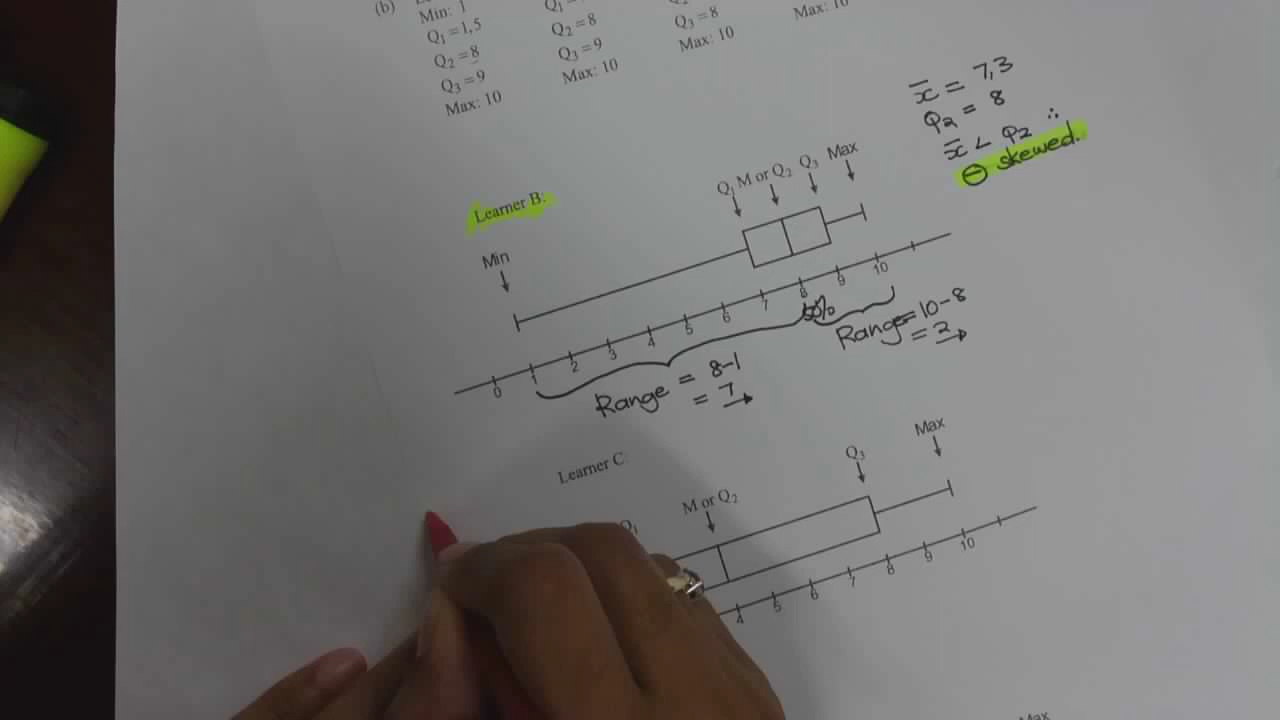 (b)
Min: 1
Q₁ = 1,5
Q₂ = 8
Q₃ = 9
Max: 10
Q₂ = 8
Q₃ = 9
Max: 10
Q₃ = 8
Max: 10
Max: 10
x̄ = 7,3
Q₂ = 8
x̄ < Q₂ ∴
⊖ skewed.
Learner B:
Min
Q₁ M or Q₂ Q₃ Max
0 1 2 3 4 5 6 7 8 9 10
50%
Range = 8-1
= 7
Range = 10-8
= 2
Learner C
Q₁
M or Q₂
Q₃
Max
4 5 6 7 8 9 10
Max